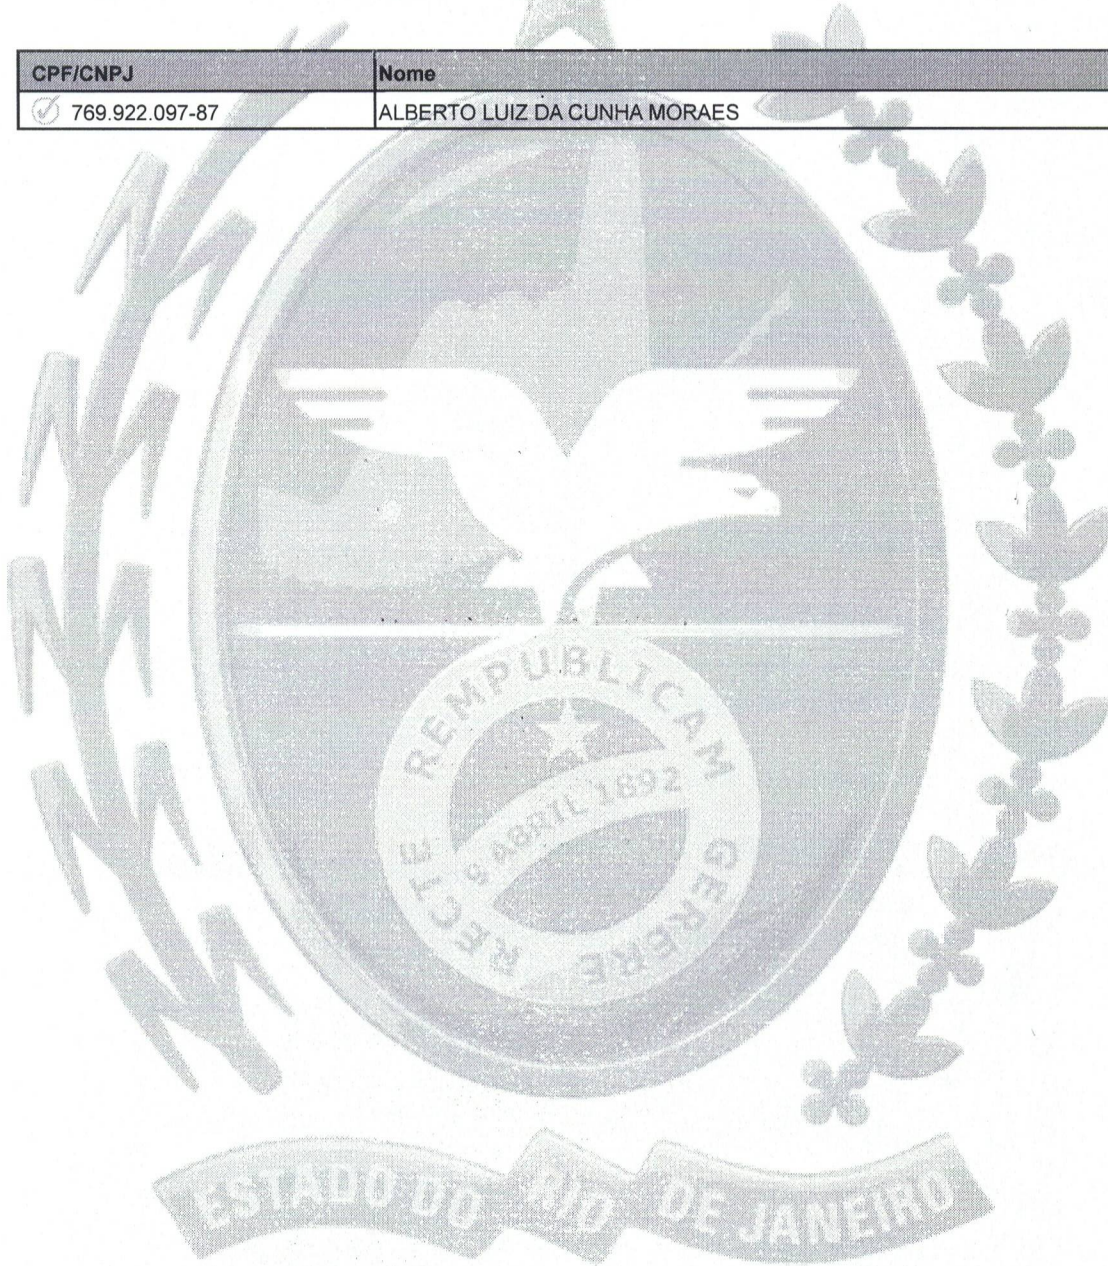 CPF/CNPJ Nome
769.922.097-87 ALBERTO LUIZ DA CUNHA MORAES
RECTE REMPUBLICAM GERERE
9 ABRIL 1892
ESTADO DO RIO DE JANEIRO